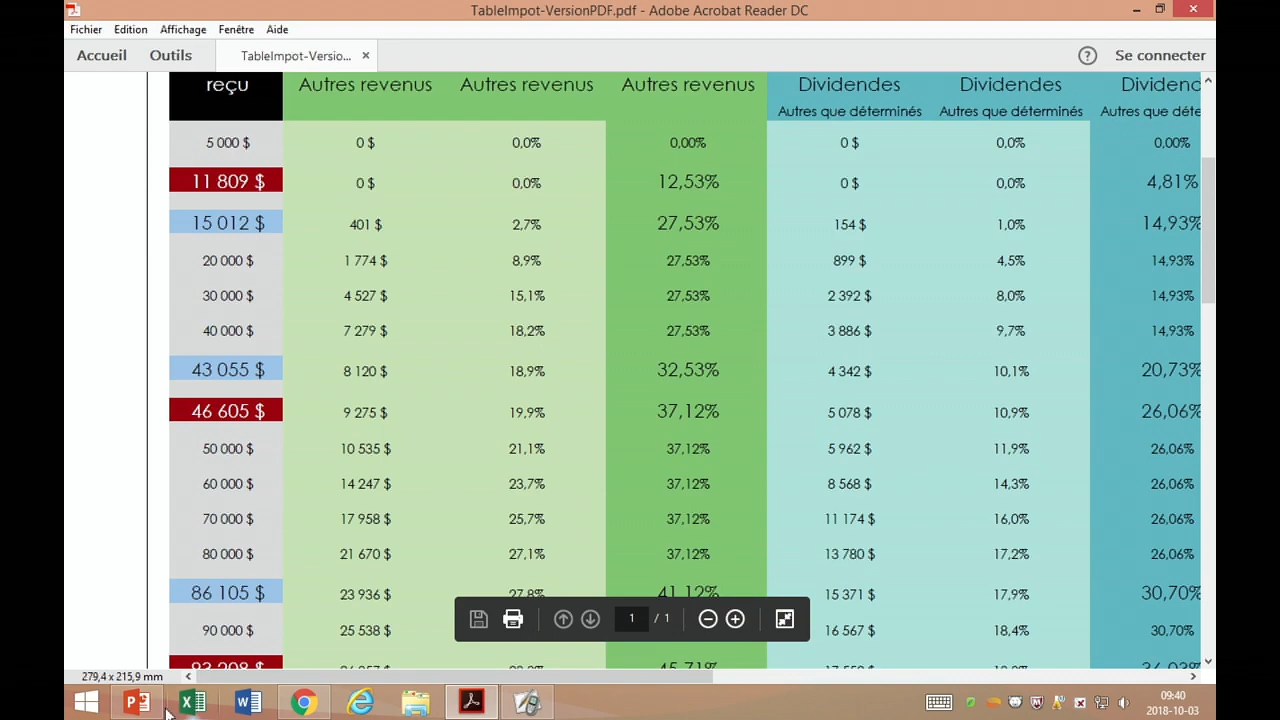 TableImpot-VersionPDF.pdf - Adobe Acrobat Reader DC
Fichier Edition Affichage Fenêtre Aide
Accueil Outils TableImpot-Versio... × ? Se connecter
reçu Autres revenus Autres revenus Autres revenus Dividendes Dividendes Dividend
Autres que déterminés Autres que déterminés Autres que déte
5 000 $ 0 $ 0,0% 0,00% 0 $ 0,0% 0,00%
11 809 $ 0 $ 0,0% 12,53% 0 $ 0,0% 4,81%
15 012 $ 401 $ 2,7% 27,53% 154 $ 1,0% 14,93%
20 000 $ 1 774 $ 8,9% 27,53% 899 $ 4,5% 14,93%
30 000 $ 4 527 $ 15,1% 27,53% 2 392 $ 8,0% 14,93%
40 000 $ 7 279 $ 18,2% 27,53% 3 886 $ 9,7% 14,93%
43 055 $ 8 120 $ 18,9% 32,53% 4 342 $ 10,1% 20,73%
46 605 $ 9 275 $ 19,9% 37,12% 5 078 $ 10,9% 26,06%
50 000 $ 10 535 $ 21,1% 37,12% 5 962 $ 11,9% 26,06%
60 000 $ 14 247 $ 23,7% 37,12% 8 568 $ 14,3% 26,06%
70 000 $ 17 958 $ 25,7% 37,12% 11 174 $ 16,0% 26,06%
80 000 $ 21 670 $ 27,1% 37,12% 13 780 $ 17,2% 26,06%
86 105 $ 23 936 $ 27,8% 41,12% 15 371 $ 17,9% 30,70%
90 000 $ 25 538 $ 16 567 $ 18,4% 30,70%
1 / 1
279,4 x 215,9 mm
09:40
2018-10-03